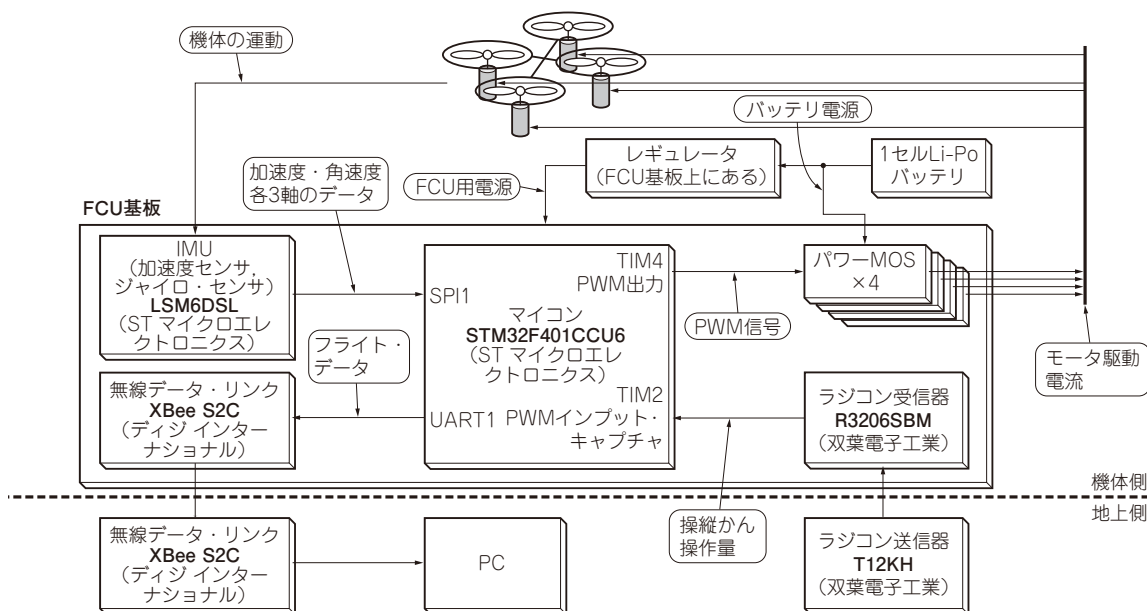 機体の運動
バッテリ電源
加速度・角速度
各3軸のデータ
FCU用電源
レギュレータ
(FCU基板上にある)
1セルLi-Po
バッテリ
FCU基板
IMU
(加速度センサ,
ジャイロ・センサ)
LSM6DSL
(ST マイクロエレ
クトロニクス)
SPI1
TIM4
PWM出力
マイコン
STM32F401CCU6
(ST マイクロエレ
クトロニクス)
TIM2
UART1 PWMインプット・
キャプチャ
パワーMOS
×4
PWM信号
モータ駆動
電流
フライト・
データ
無線データ・リンク
XBee S2C
(ディジ インター
ナショナル)
ラジコン受信器
R3206SBM
(双葉電子工業)
機体側
地上側
操縦かん
操作量
無線データ・リンク
XBee S2C
(ディジ インター
ナショナル)
PC
ラジコン送信器
T12KH
(双葉電子工業)